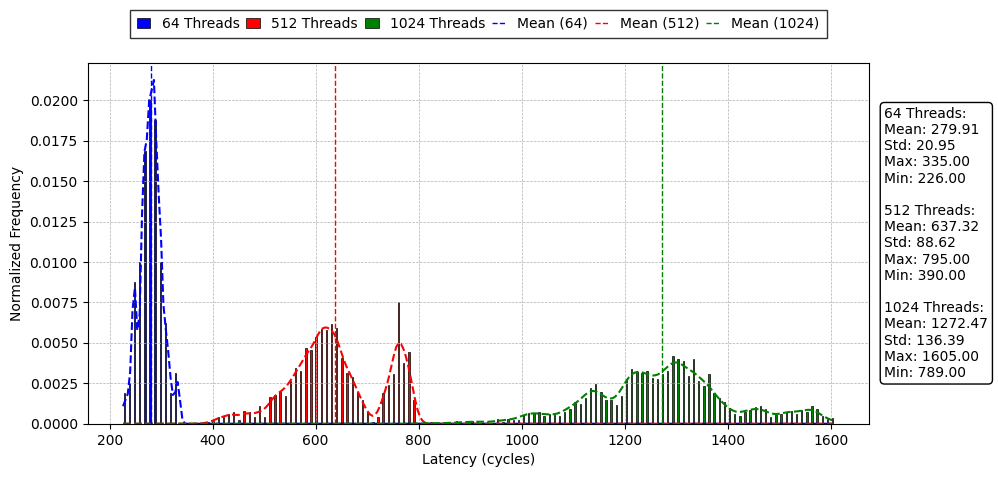 64 Threads 512 Threads 1024 Threads Mean (64) Mean (512) Mean (1024)
0.0200
0.0175
0.0150
0.0125
0.0100
0.0075
0.0050
0.0025
0.0000
Normalized Frequency
200 400 600 800 1000 1200 1400 1600
Latency (cycles)
64 Threads:
Mean: 279.91
Std: 20.95
Max: 335.00
Min: 226.00
512 Threads:
Mean: 637.32
Std: 88.62
Max: 795.00
Min: 390.00
1024 Threads:
Mean: 1272.47
Std: 136.39
Max: 1605.00
Min: 789.00